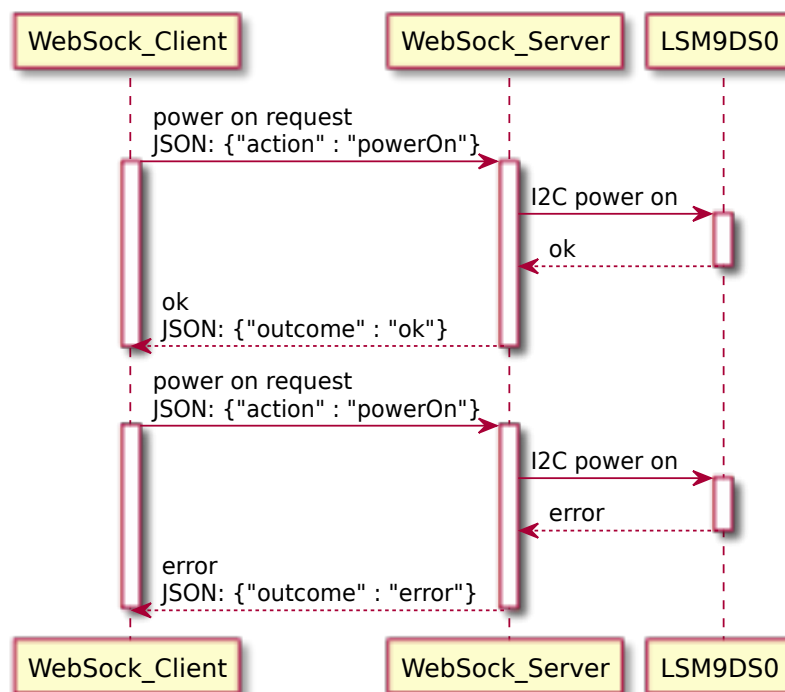 WebSock_Client
WebSock_Server
LSM9DS0
power on request
JSON: {"action" : "powerOn"}
I2C power on
ok
ok
JSON: {"outcome" : "ok"}
power on request
JSON: {"action" : "powerOn"}
I2C power on
error
error
JSON: {"outcome" : "error"}
WebSock_Client
WebSock_Server
LSM9DS0